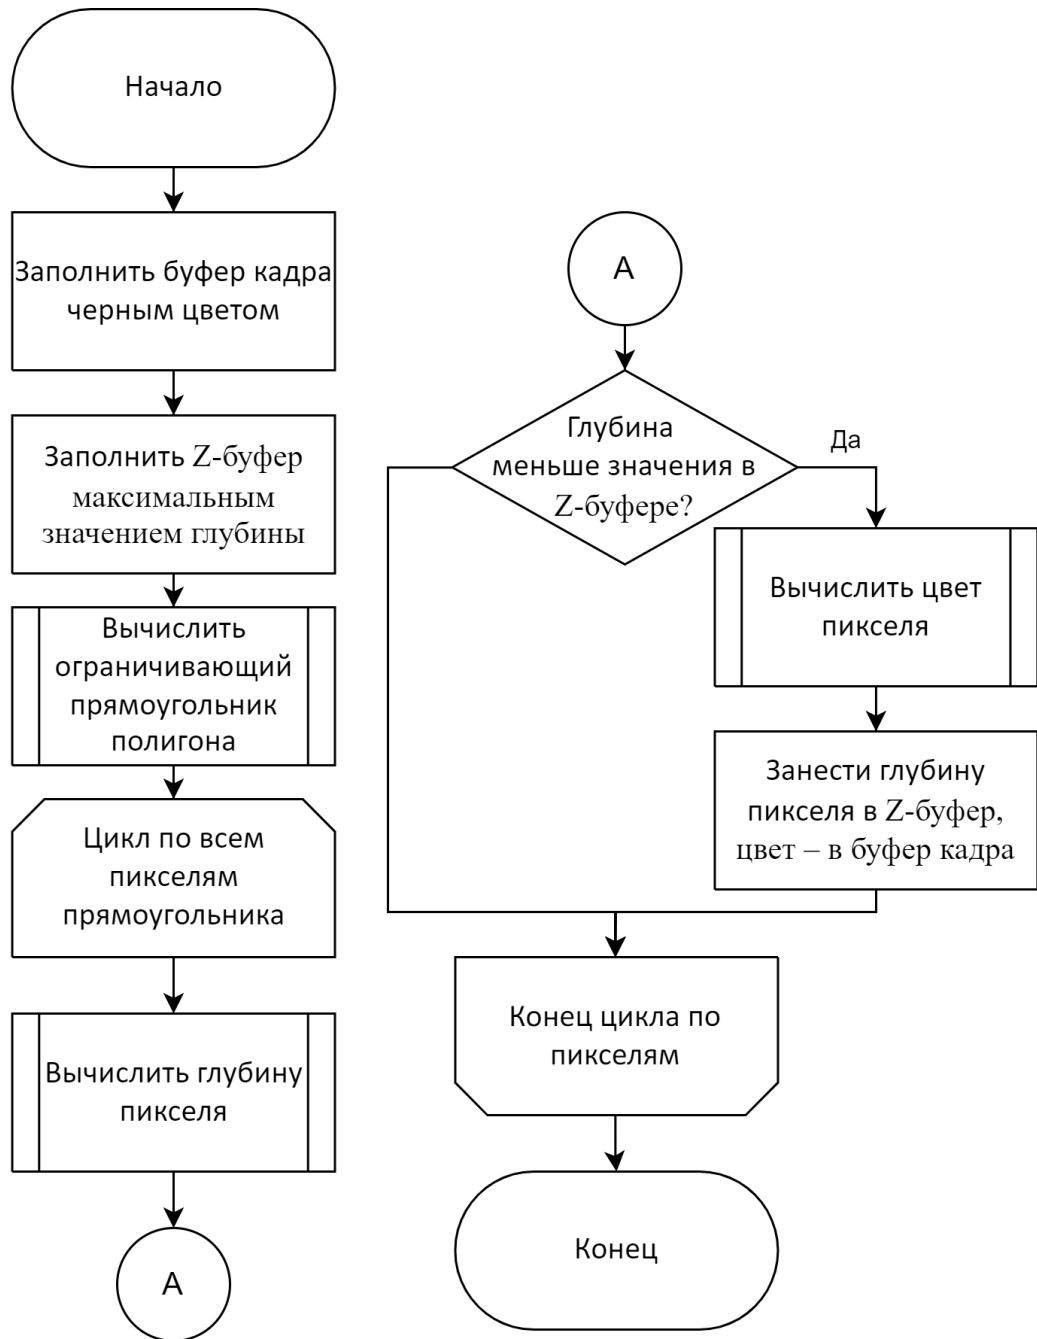 Начало
Заполнить буфер кадра
черным цветом
Заполнить Z-буфер
максимальным
значением глубины
Вычислить
ограничивающий
прямоугольник
полигона
Цикл по всем
пикселям
прямоугольника
Вычислить глубину
пикселя
А
А
Глубина
меньше значения в
Z-буфере?
Да
Вычислить цвет
пикселя
Занести глубину
пикселя в Z-буфер,
цвет – в буфер кадра
Конец цикла по
пикселям
Конец